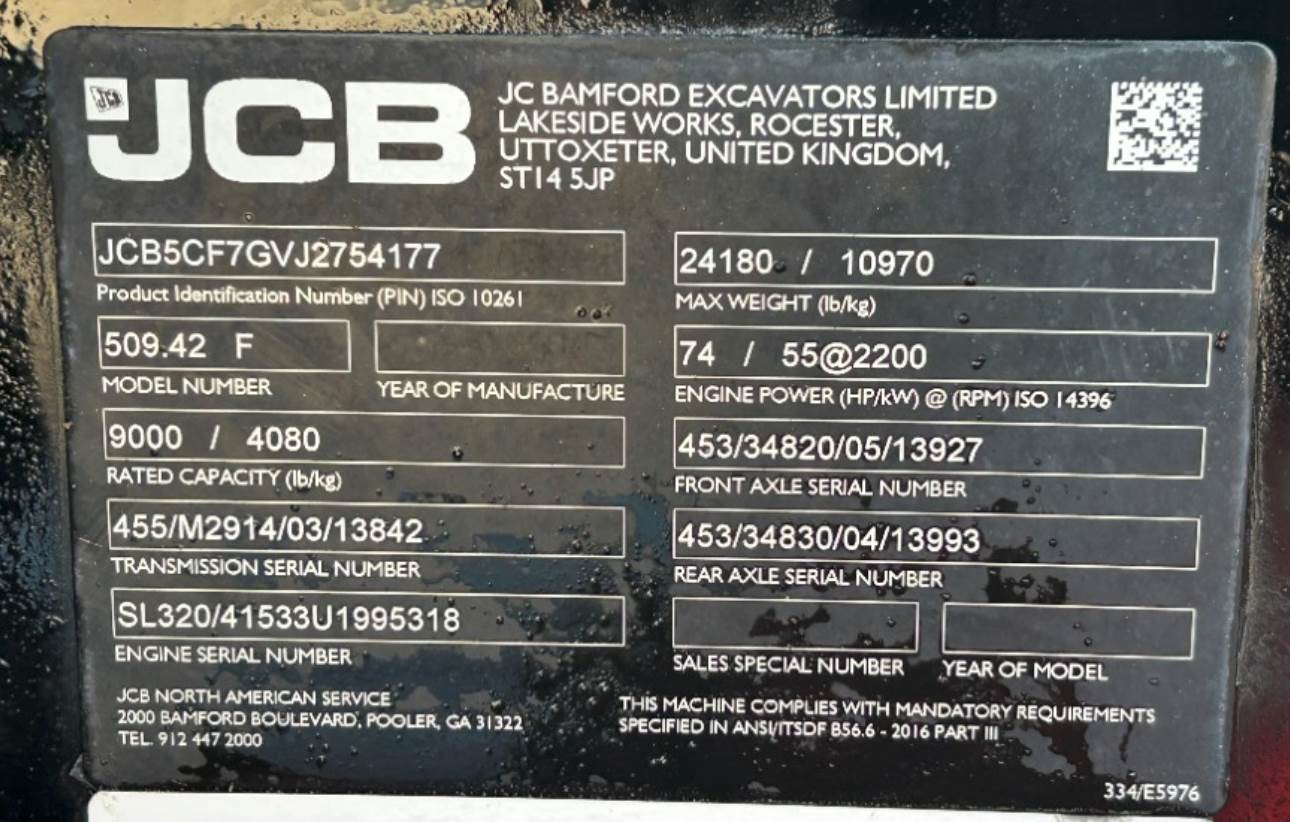 JCB
JC BAMFORD EXCAVATORS LIMITED
LAKESIDE WORKS, ROCESTER,
UTTOXETER, UNITED KINGDOM,
ST14 5JP
JCB5CF7GVJ2754177
Product Identification Number (PIN) ISO 10261
24180 / 10970
MAX WEIGHT (lb/kg)
509.42 F
MODEL NUMBER
YEAR OF MANUFACTURE
74 / 55@2200
ENGINE POWER (HP/kW) @ (RPM) ISO 14396
9000 / 4080
RATED CAPACITY (lb/kg)
453/34820/05/13927
FRONT AXLE SERIAL NUMBER
455/M2914/03/13842
TRANSMISSION SERIAL NUMBER
453/34830/04/13993
REAR AXLE SERIAL NUMBER
SL320/41533U1995318
ENGINE SERIAL NUMBER
SALES SPECIAL NUMBER
YEAR OF MODEL
JCB NORTH AMERICAN SERVICE
2000 BAMFORD BOULEVARD, POOLER, GA 31322
TEL. 912 447 2000
THIS MACHINE COMPLIES WITH MANDATORY REQUIREMENTS
SPECIFIED IN ANSI/ITSDF B56.6 - 2016 PART III
334/E5976